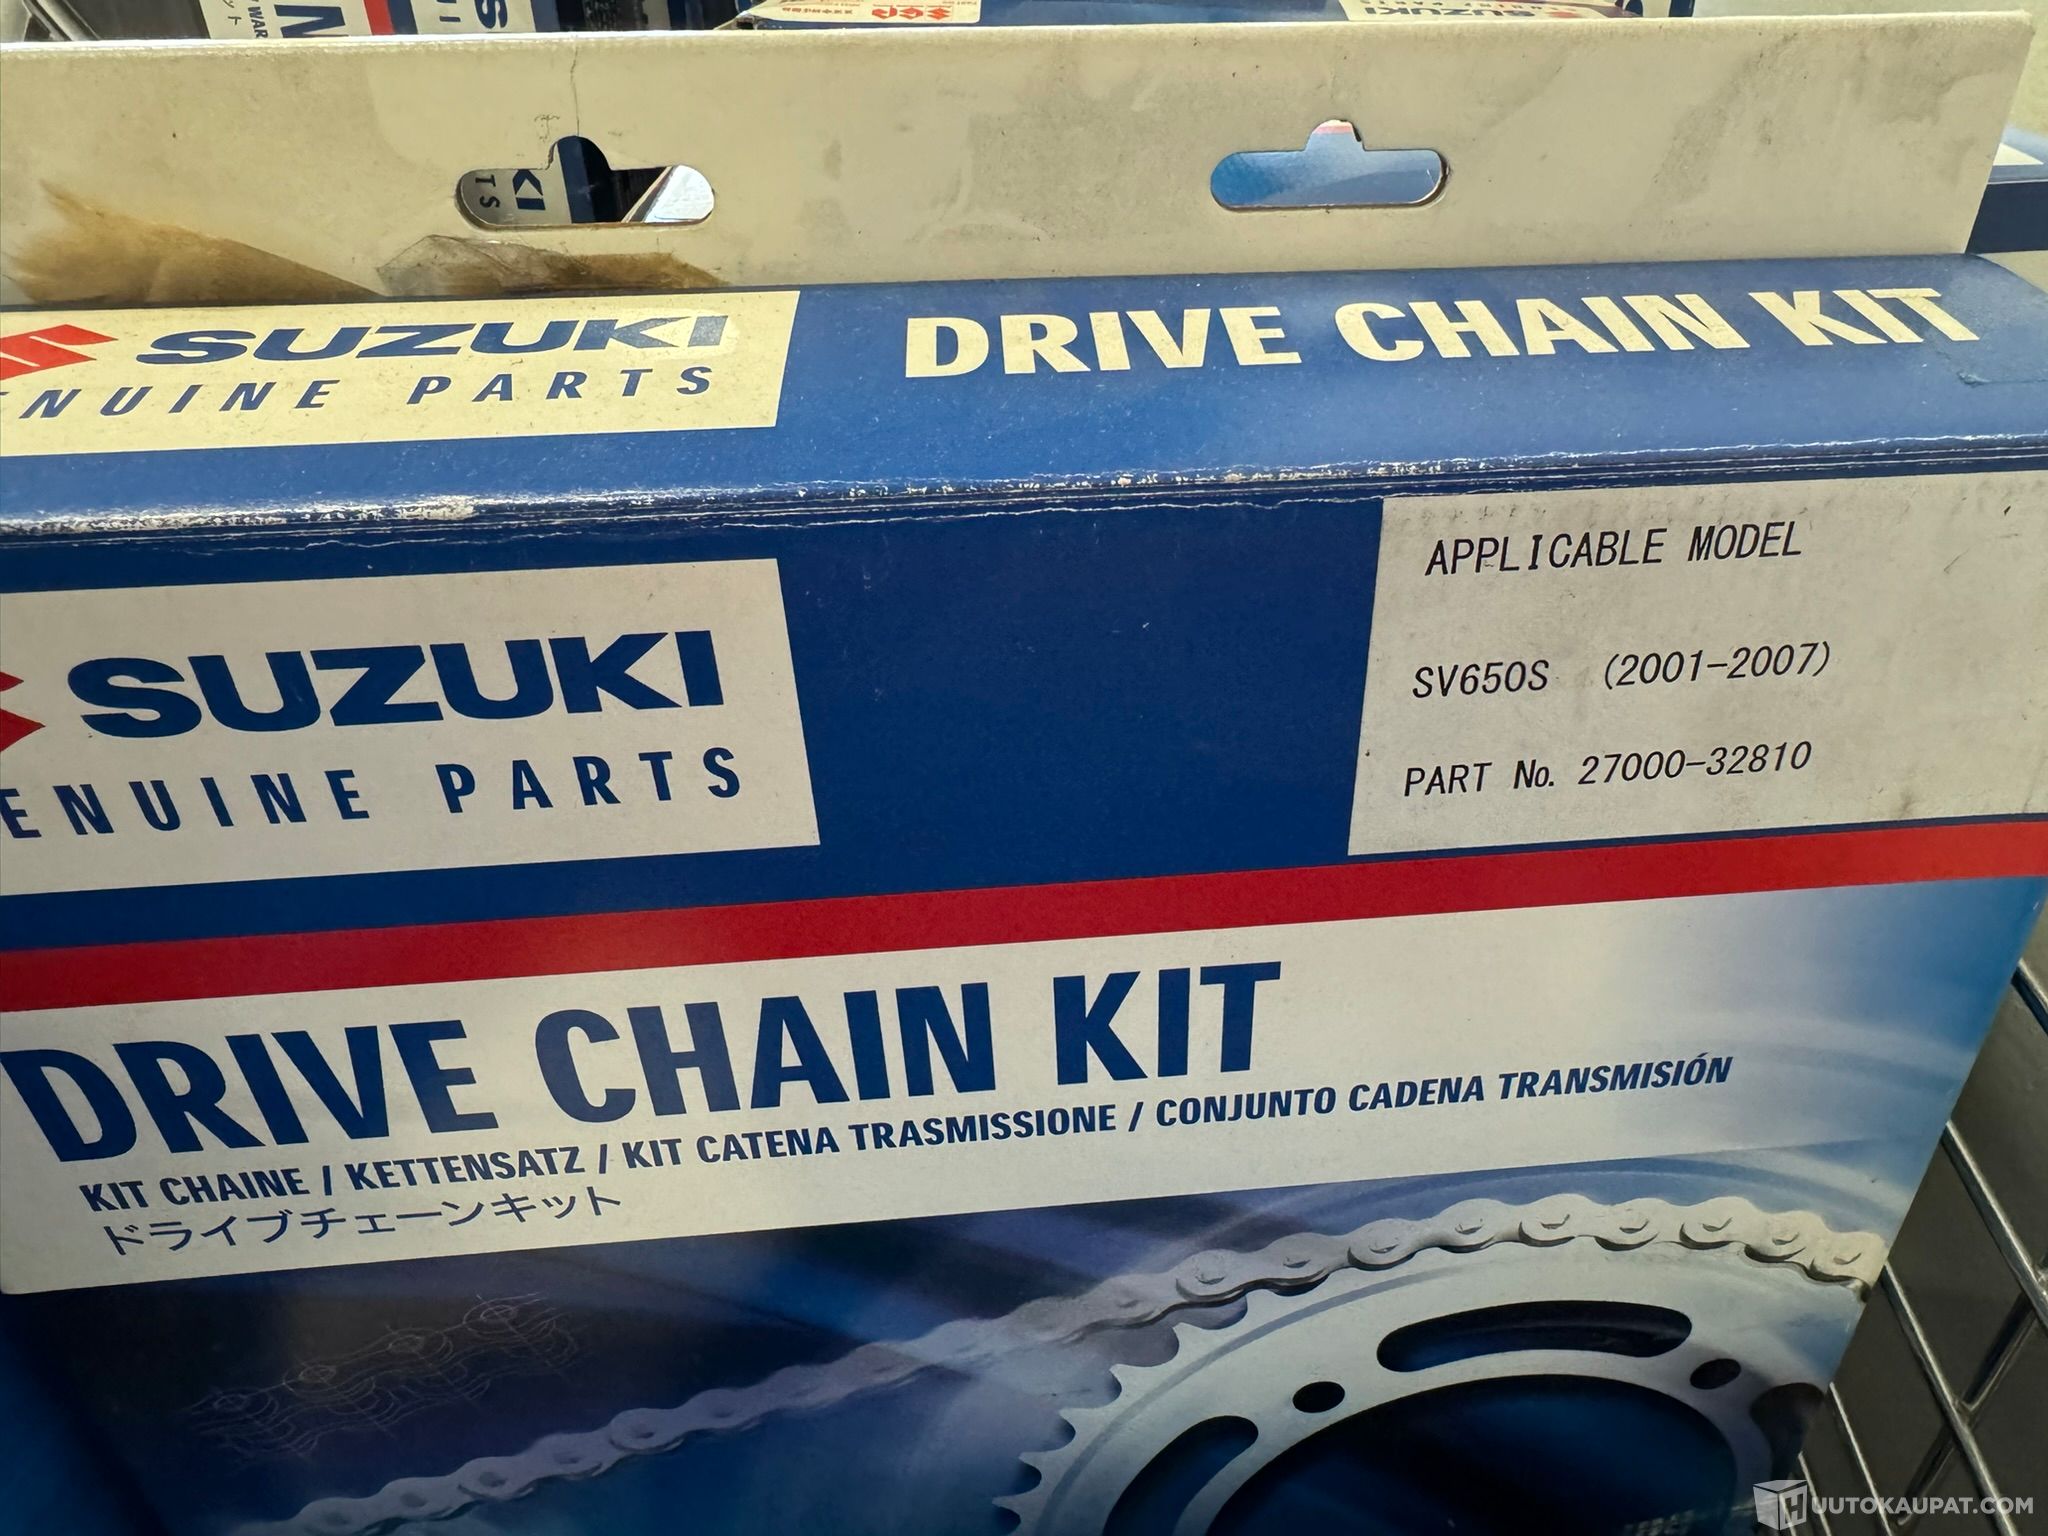 SUZUKI
DRIVE CHAIN KIT
ENUINE PARTS
APPLICABLE MODEL
SV650S (2001-2007)
PART No. 27000-32810
SUZUKI
ENUINE PARTS
DRIVE CHAIN KIT
KIT CHAINE / KETTENSATZ / KIT CATENA TRASMISSIONE / CONJUNTO CADENA TRANSMISIÓN
ドライブチェーンキット
HUUTOKAUPAT.COM